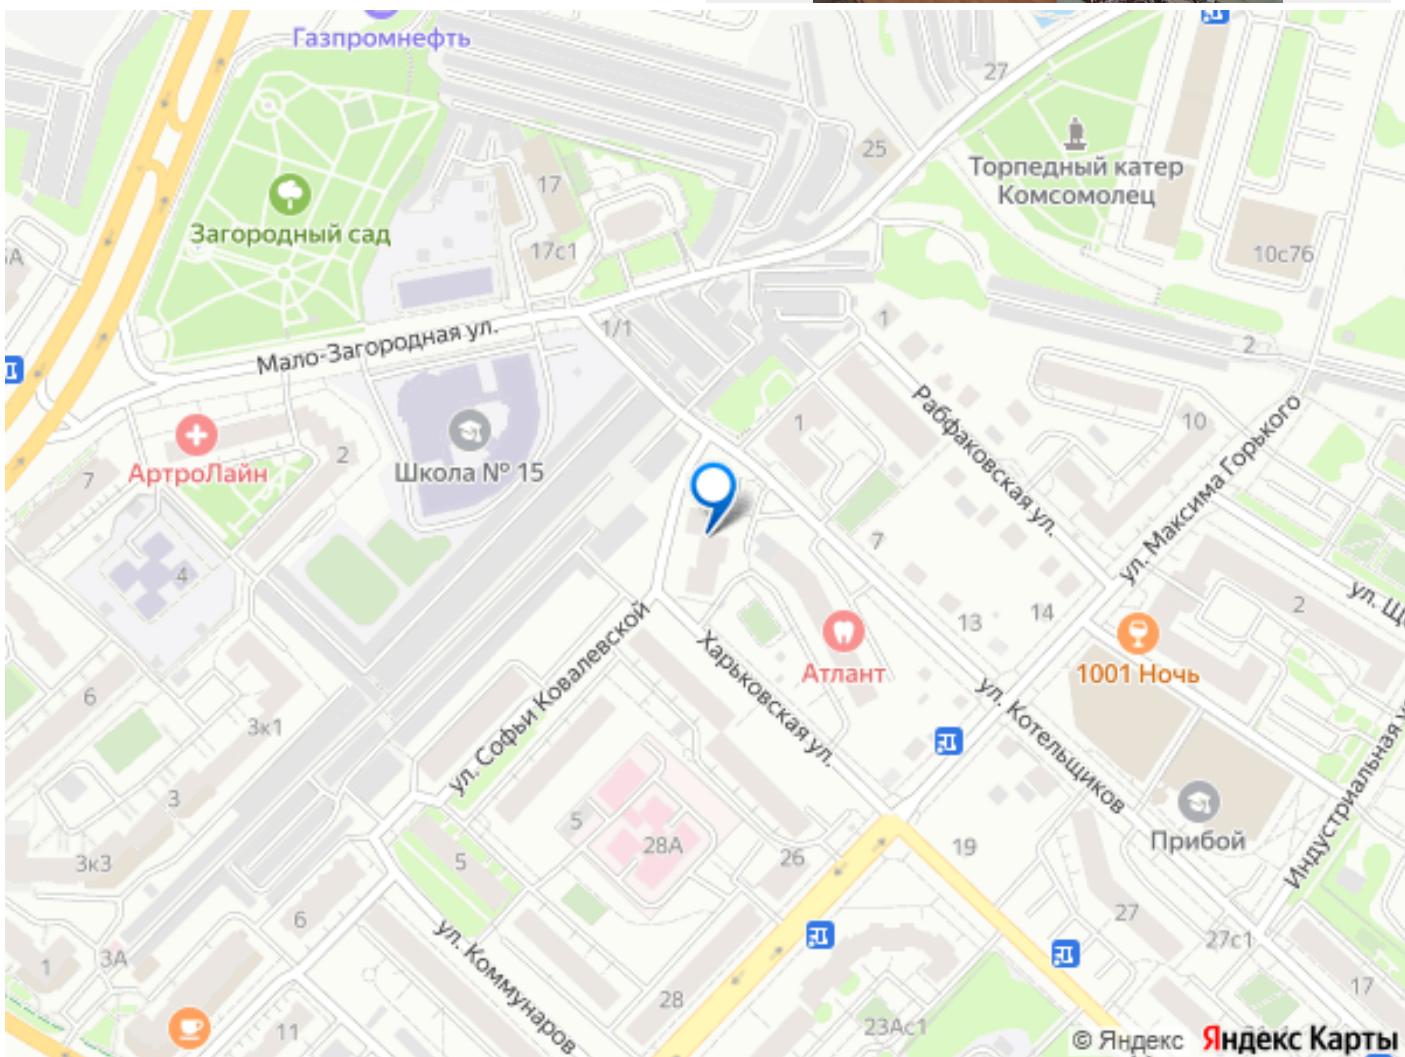 Газпромнефть
27
25
Торпедный катер
Комсомолец
17
Загородный сад
17с1
10с76
1/1
1
2
Мало-Загородная ул.
Рабфаковская ул.
10
ул. Максима Горького
1
АртроЛайн
2
Школа № 15
7
7
4
ул. Софьи Ковалевской
Харьковская ул.
Атлант
13
14
1001 Ночь
2
6
3к1
ул. Котельщиков
Индустриальная
3
3к3
5
5
28А
26
19
Прибой
6
27
27с1
1
3А
ул. Коммунаров
28
11
23Ас1
17
© Яндекс Яндекс Карты